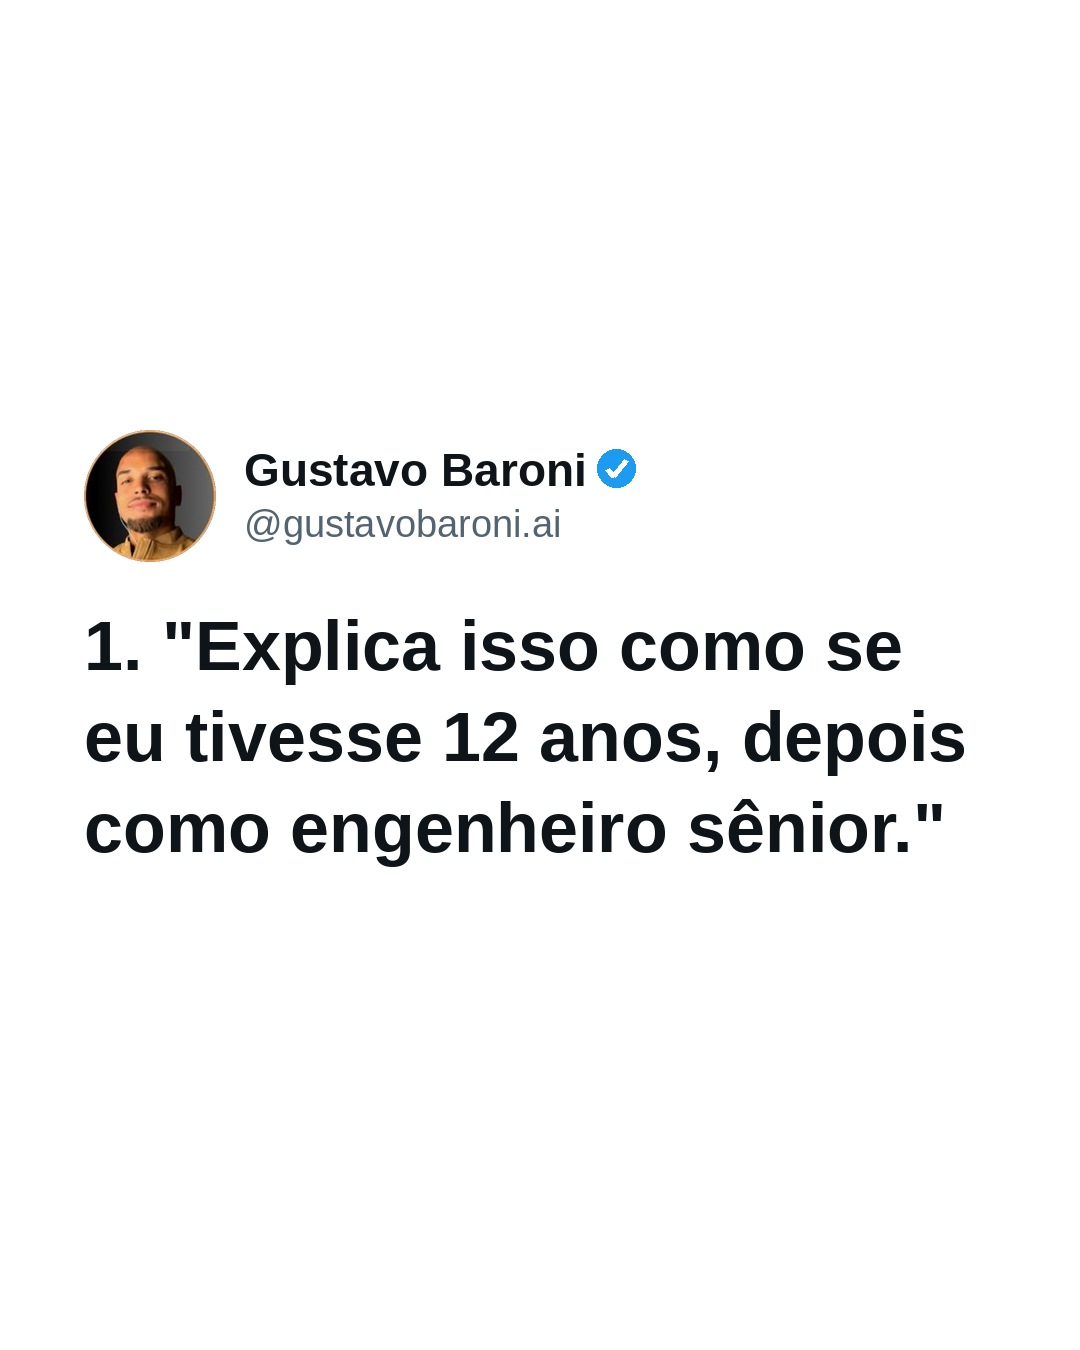 Gustavo Baroni
@gustavobaroni.ai
1. "Explica isso como se
eu tivesse 12 anos, depois
como engenheiro sênior."